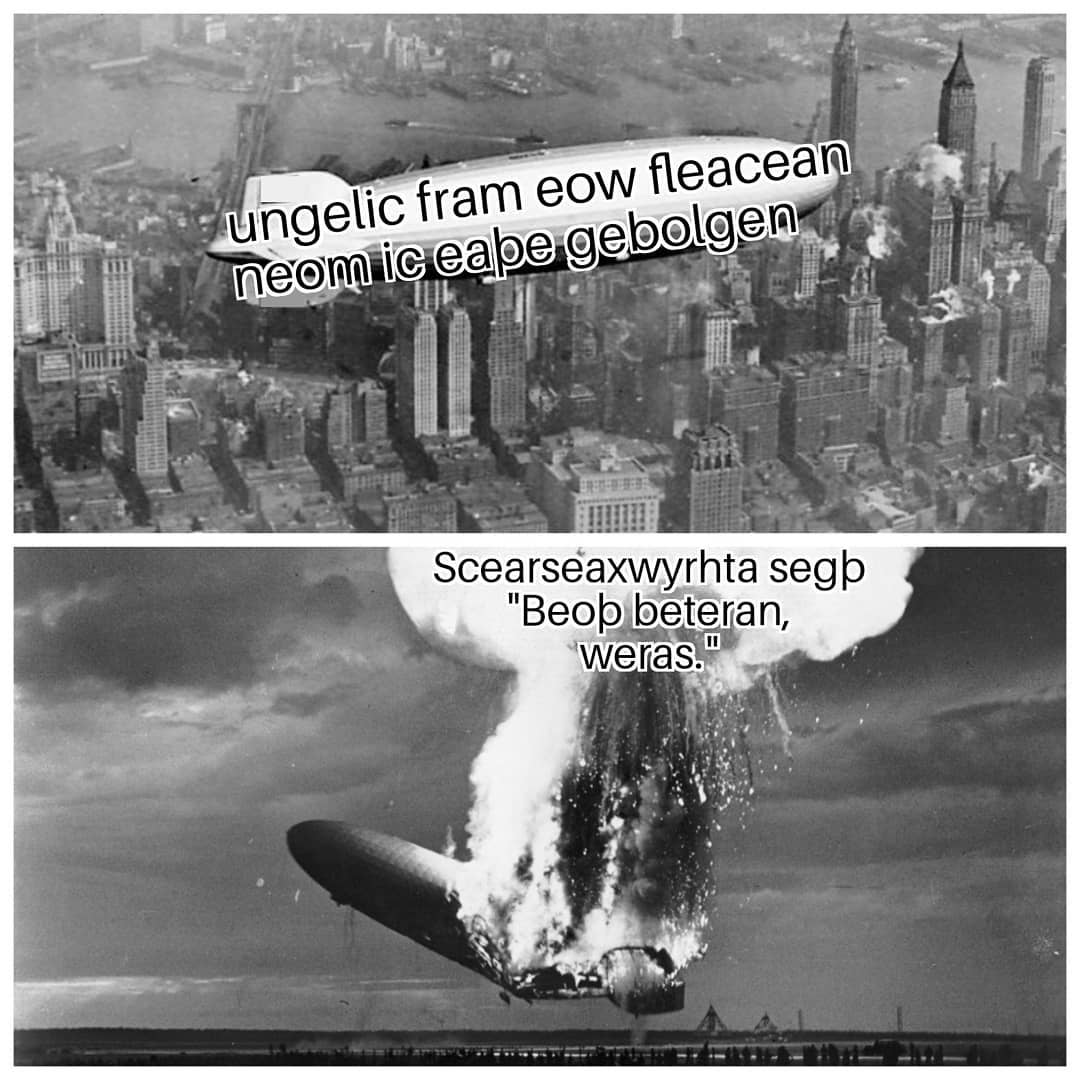 ungelic fram eow fleacean
neom ic eaþe gebolgen
Scearseaxwyrhta segþ
"Beoþ beteran,
weras."